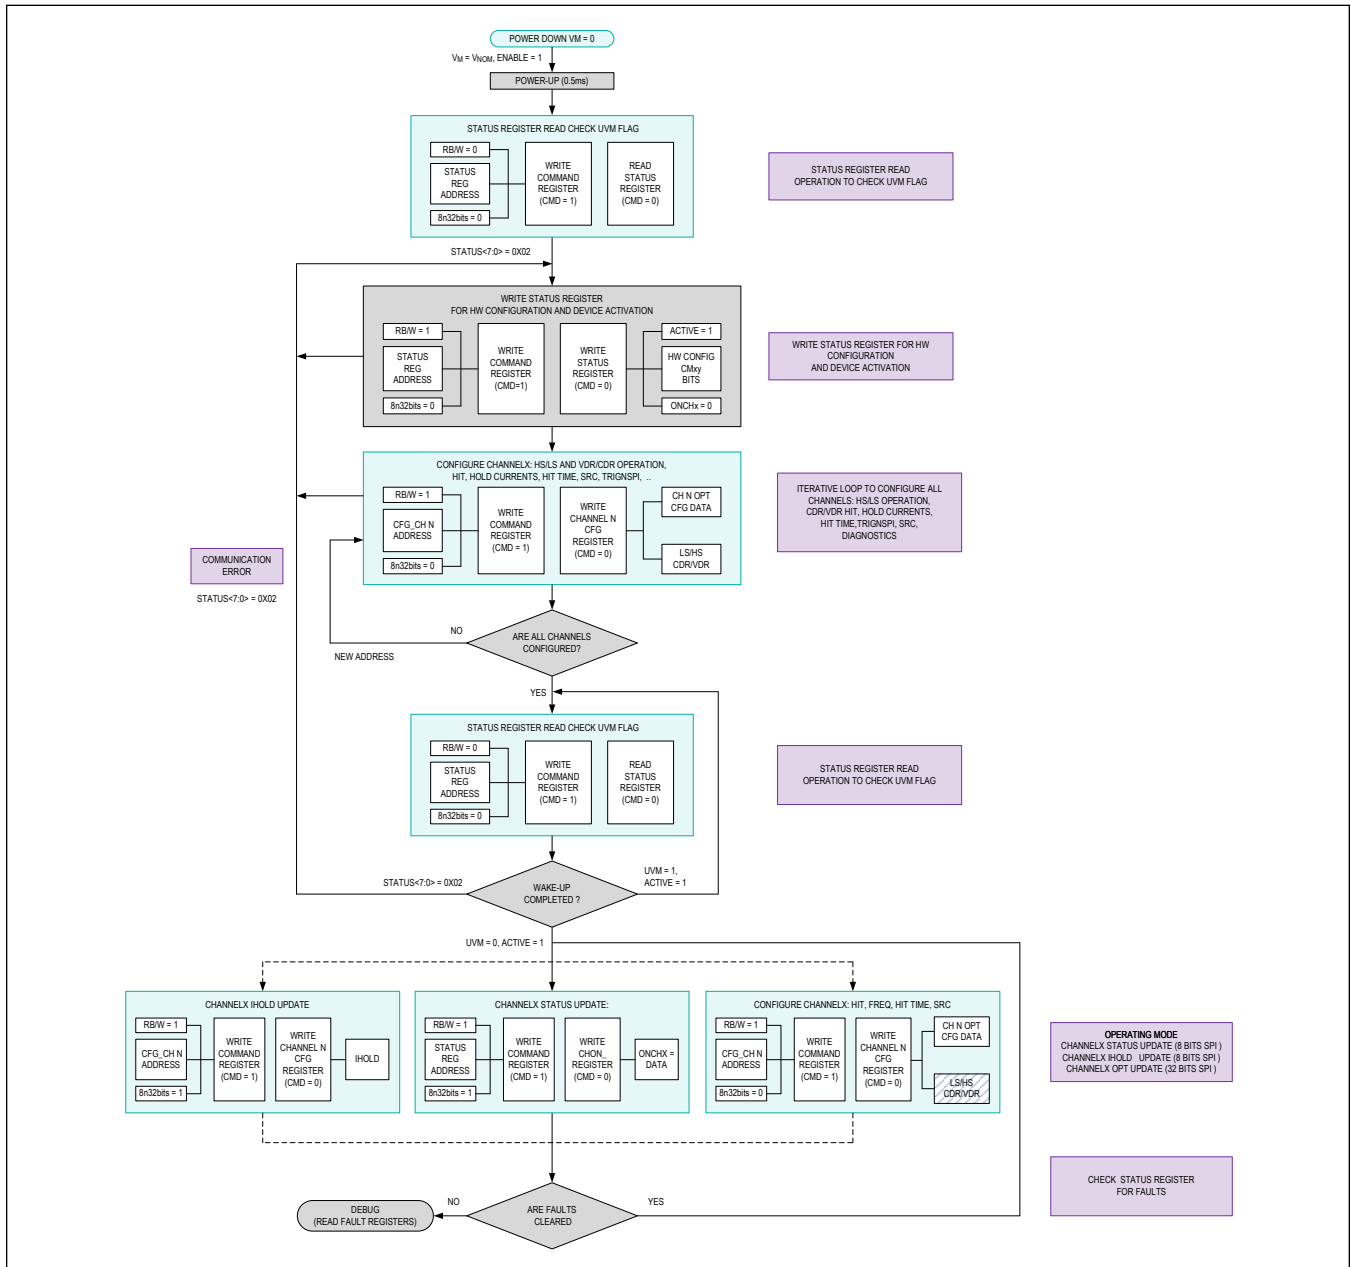 POWER DOWN VM = 0
VM = VNOM, ENABLE = 1
POWER-UP (0.5ms)
STATUS REGISTER READ CHECK UVM FLAG
RB/W = 0
STATUS
REG
ADDRESS
8n32bits = 0
WRITE
COMMAND
REGISTER
(CMD = 1)
READ
STATUS
REGISTER
(CMD = 0)
STATUS REGISTER READ
OPERATION TO CHECK UVM FLAG
STATUS<7:0> = 0X02
WRITE STATUS REGISTER
FOR HW CONFIGURATION AND DEVICE ACTIVATION
RB/W = 1
STATUS
REG
ADDRESS
8n32bits = 0
WRITE
COMMAND
REGISTER
(CMD=1)
WRITE
STATUS
REGISTER
(CMD = 0)
ACTIVE = 1
HW CONFIG
CMxy
BITS
ONCHx = 0
WRITE STATUS REGISTER FOR HW
CONFIGURATION
AND DEVICE ACTIVATION
CONFIGURE CHANNELX: HS/LS AND VDR/CDR OPERATION,
HIT, HOLD CURRENTS, HIT TIME, SRC, TRIGNSPI, ..
RB/W = 1
CFG_CH N
ADDRESS
8n32bits = 0
WRITE
COMMAND
REGISTER
(CMD = 1)
WRITE
CHANNEL N
CFG
REGISTER
(CMD = 0)
CH N OPT
CFG DATA
LS/HS
CDR/VDR
ITERATIVE LOOP TO CONFIGURE ALL
CHANNELS: HS/LS OPERATION,
CDR/VDR HIT, HOLD CURRENTS,
HIT TIME,TRIGNSPI, SRC,
DIAGNOSTICS
COMMUNICATION
ERROR
STATUS<7:0> = 0X02
NO
ARE ALL CHANNELS
CONFIGURED?
NEW ADDRESS
YES
STATUS REGISTER READ CHECK UVM FLAG
RB/W = 0
STATUS
REG
ADDRESS
8n32bits = 0
WRITE
COMMAND
REGISTER
(CMD = 1)
READ
STATUS
REGISTER
(CMD = 0)
STATUS REGISTER READ
OPERATION TO CHECK UVM FLAG
STATUS<7:0> = 0X02
WAKE-UP
COMPLETED ?
UVM = 1,
ACTIVE = 1
UVM = 0, ACTIVE = 1
CHANNELX IHOLD UPDATE
RB/W = 1
CFG_CH N
ADDRESS
8n32bits = 1
WRITE
COMMAND
REGISTER
(CMD = 1)
WRITE
CHANNEL N
CFG
REGISTER
(CMD = 0)
IHOLD
CHANNELX STATUS UPDATE:
RB/W = 1
STATUS
REG
ADDRESS
8n32bits = 1
WRITE
COMMAND
REGISTER
(CMD = 1)
WRITE
CHON_
REGISTER
(CMD = 0)
ONCHX =
DATA
CONFIGURE CHANNELX: HIT, FREQ, HIT TIME, SRC
RB/W = 1
CFG_CH N
ADDRESS
8n32bits = 0
WRITE
COMMAND
REGISTER
(CMD = 1)
WRITE
CHANNEL N
CFG
REGISTER
(CMD = 0)
CH N OPT
CFG DATA
LS/HS
CDR/VDR
OPERATING MODE
CHANNELX STATUS UPDATE (8 BITS SPI )
CHANNELX IHOLD UPDATE (8 BITS SPI )
CHANNELX OPT UPDATE (32 BITS SPI )
CHECK STATUS REGISTER
FOR FAULTS
DEBUG
(READ FAULT REGISTERS)
NO
ARE FAULTS
CLEARED
YES